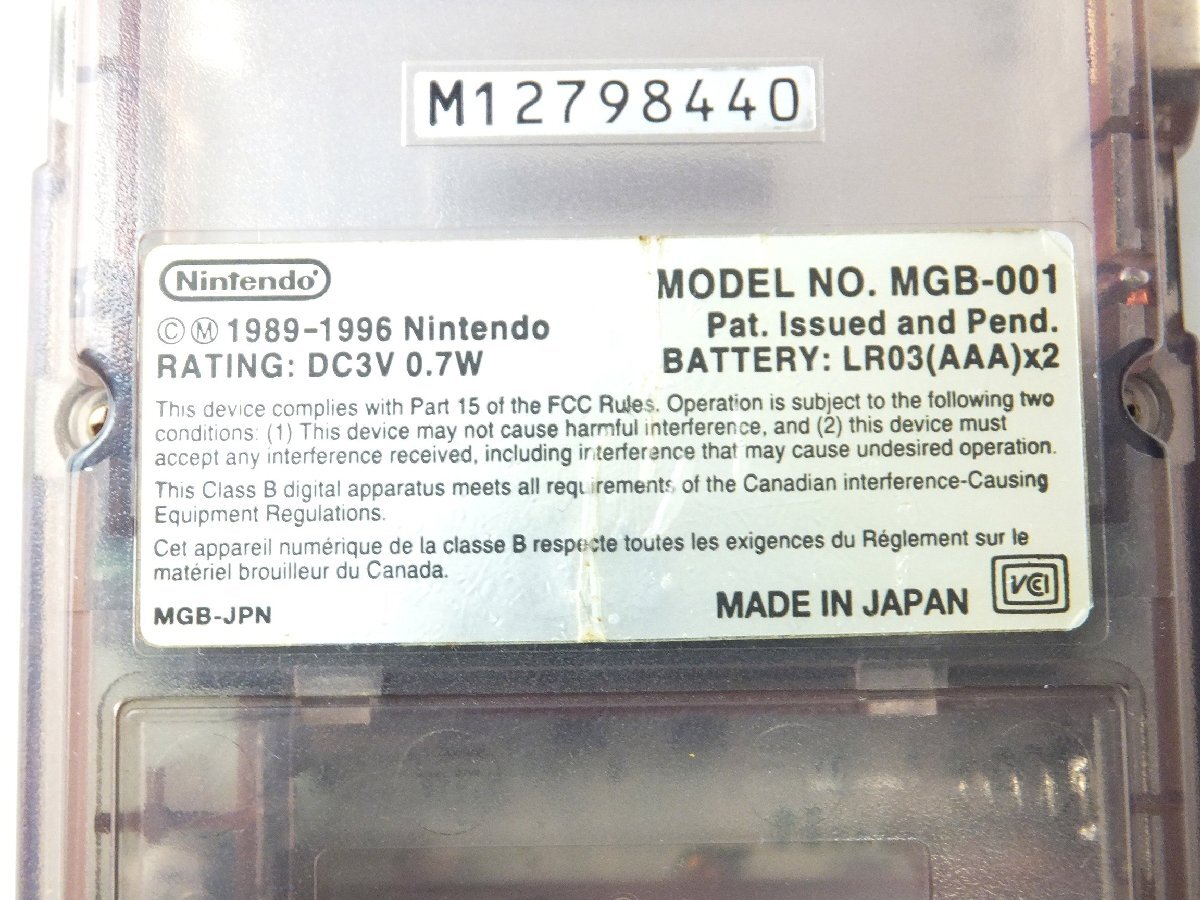 M12798440
Nintendo
MODEL NO. MGB-001
Ⓒ Ⓜ 1989-1996 Nintendo
Pat. Issued and Pend.
RATING: DC3V 0.7W
BATTERY: LR03(AAA)x2
This device complies with Part 15 of the FCC Rules. Operation is subject to the following two
conditions: (1) This device may not cause harmful interference, and (2) this device must
accept any interference received, including interference that may cause undesired operation.
This Class B digital apparatus meets all requirements of the Canadian interference-Causing
Equipment Regulations.
Cet appareil numérique de la classe B respecte toutes les exigences du Réglement sur le
matériel brouilleur du Canada.
MGB-JPN
MADE IN JAPAN
VCI